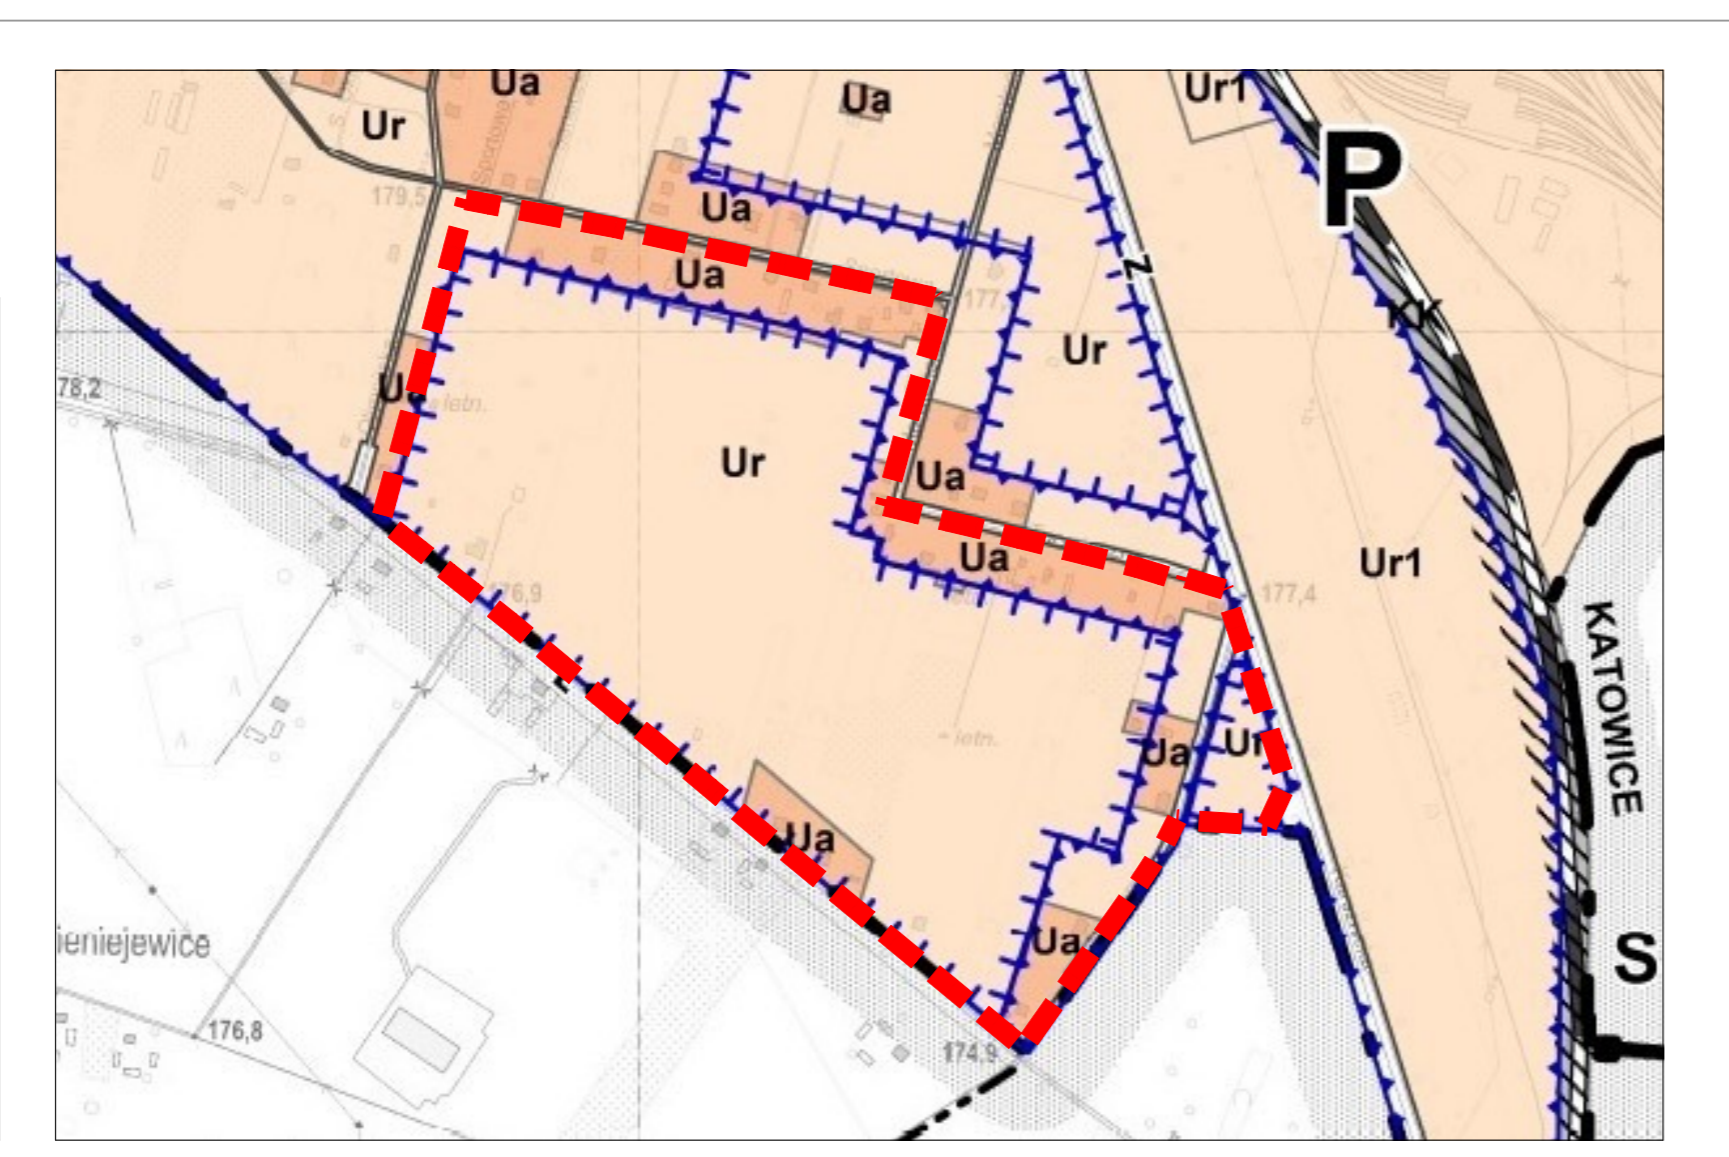 Ua
Ur
Ua
Ur1
P
179,5
Sportowa
Ua
Ua
Z
177,
KK
Ur
78,2
Ua
letn.
Ur
Ua
Ua
Ur1
176,9
177,4
KATOWICE
- letn.
Ua
Ur
Ua
Ua
ieniejewice
S
176,8
174,9